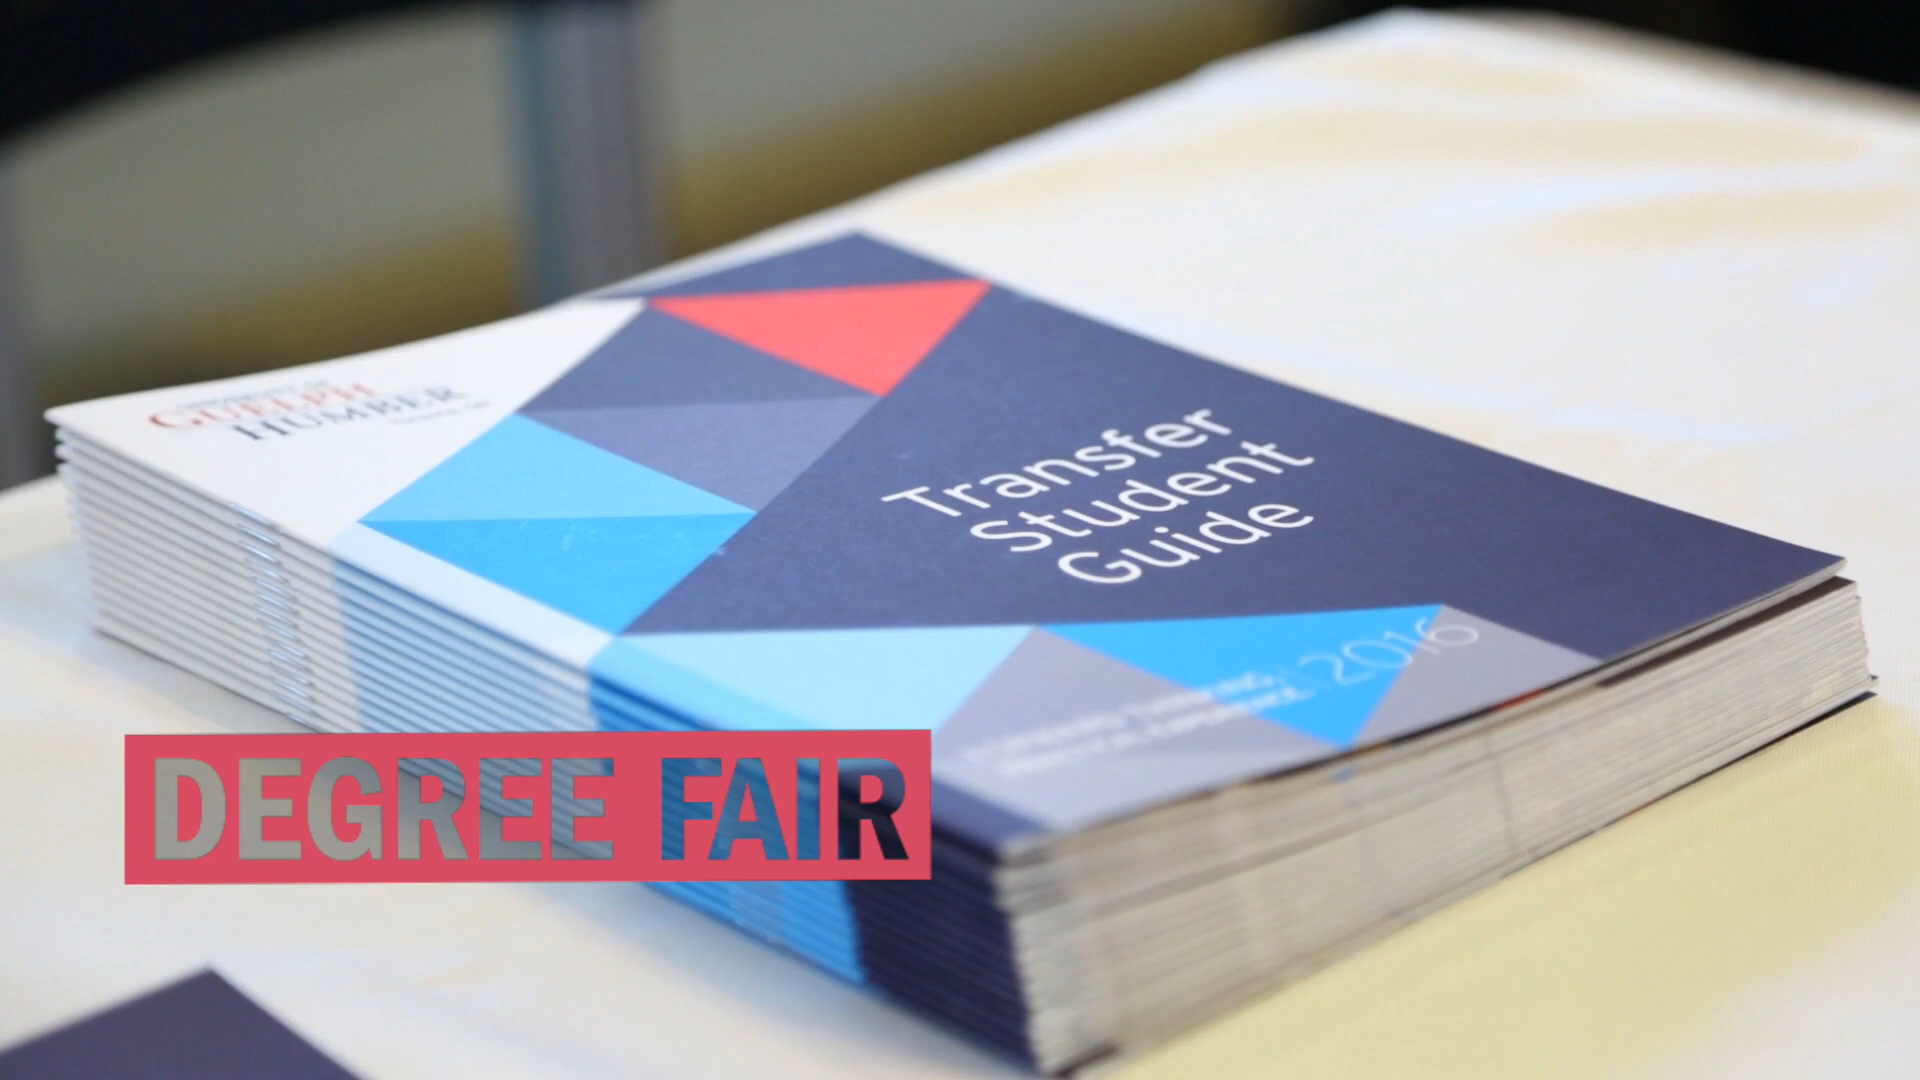 GUELPH
HUMBER
Transfer
Student
Guide
2016
DEGREE FAIR